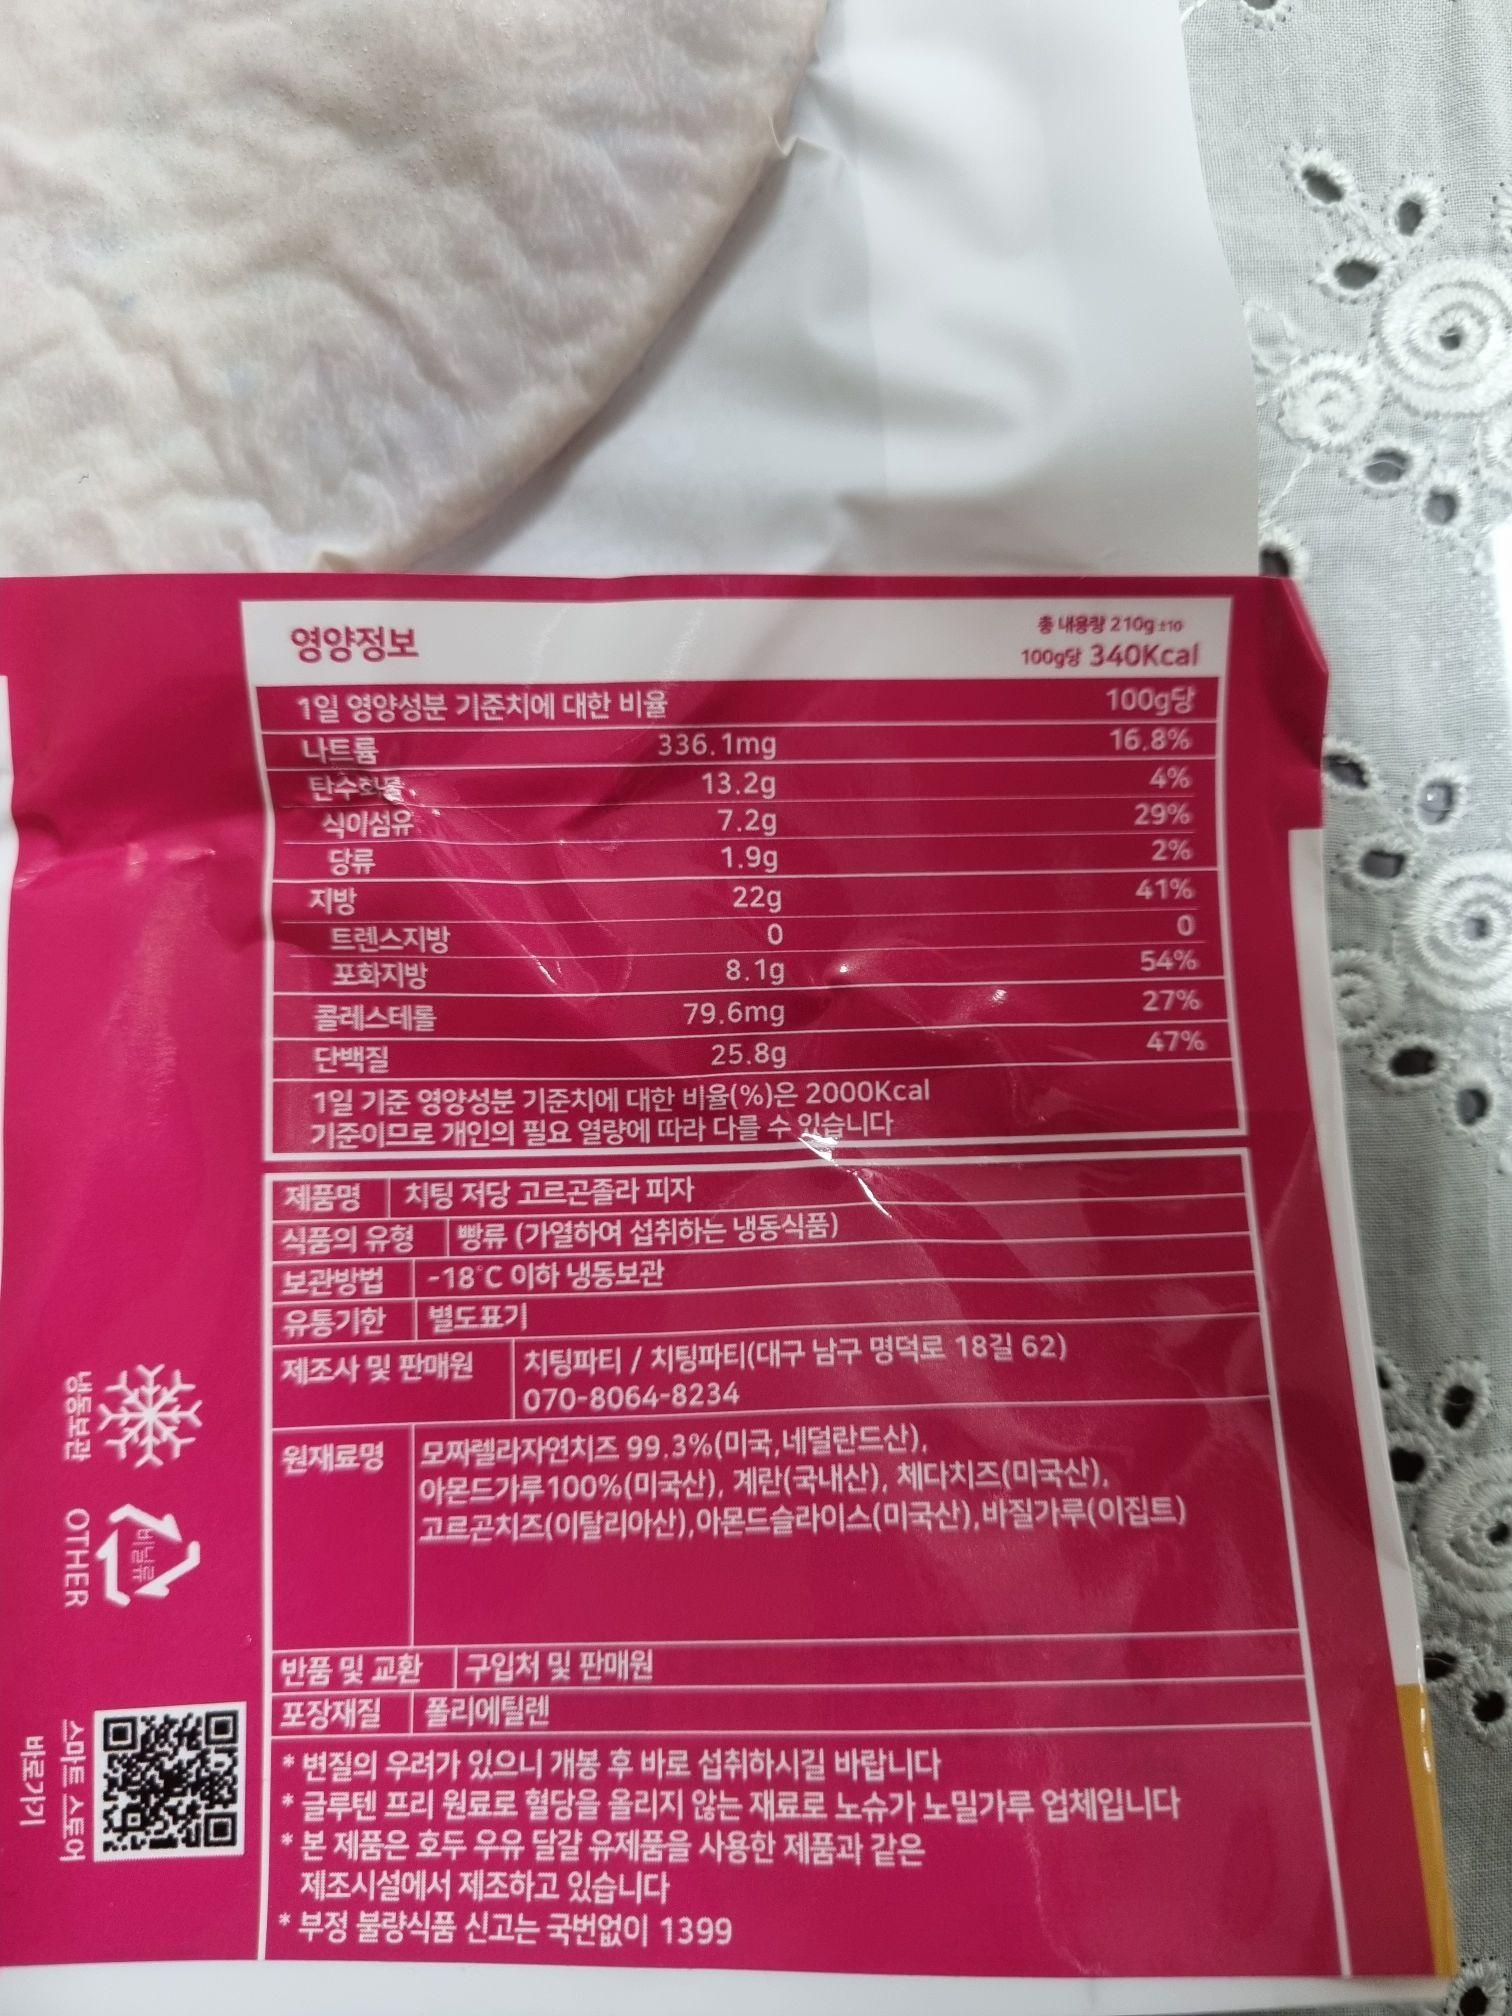 영양정보
총 내용량 210g ±10
100g당 340Kcal
1일 영양성분 기준치에 대한 비율 100g당
나트륨 336.1mg 16.8%
탄수화물 13.2g 4%
식이섬유 7.2g 29%
당류 1.9g 2%
지방 22g 41%
트렌스지방 0 0
포화지방 8.1g 54%
콜레스테롤 79.6mg 27%
단백질 25.8g 47%
1일 기준 영양성분 기준치에 대한 비율(%)은 2000Kcal
기준이므로 개인의 필요 열량에 따라 다를 수 있습니다
제품명 치팅 저당 고르곤졸라 피자
식품의 유형 빵류 (가열하여 섭취하는 냉동식품)
보관방법 -18°C 이하 냉동보관
유통기한 별도표기
제조사 및 판매원 치팅파티 / 치팅파티(대구 남구 명덕로 18길 62)
070-8064-8234
원재료명 모짜렐라자연치즈 99.3%(미국,네덜란드산),
아몬드가루100%(미국산), 계란(국내산), 체다치즈(미국산),
고르곤치즈(이탈리아산),아몬드슬라이스(미국산),바질가루(이집트)
반품 및 교환 구입처 및 판매원
포장재질 폴리에틸렌
* 변질의 우려가 있으니 개봉 후 바로 섭취하시길 바랍니다
* 글루텐 프리 원료로 혈당을 올리지 않는 재료로 노슈가 노밀가루 업체입니다
* 본 제품은 호두 우유 달걀 유제품을 사용한 제품과 같은
제조시설에서 제조하고 있습니다
* 부정 불량식품 신고는 국번없이 1399
냉동보관
비닐류
OTHER
스마트 스토어
바로가기